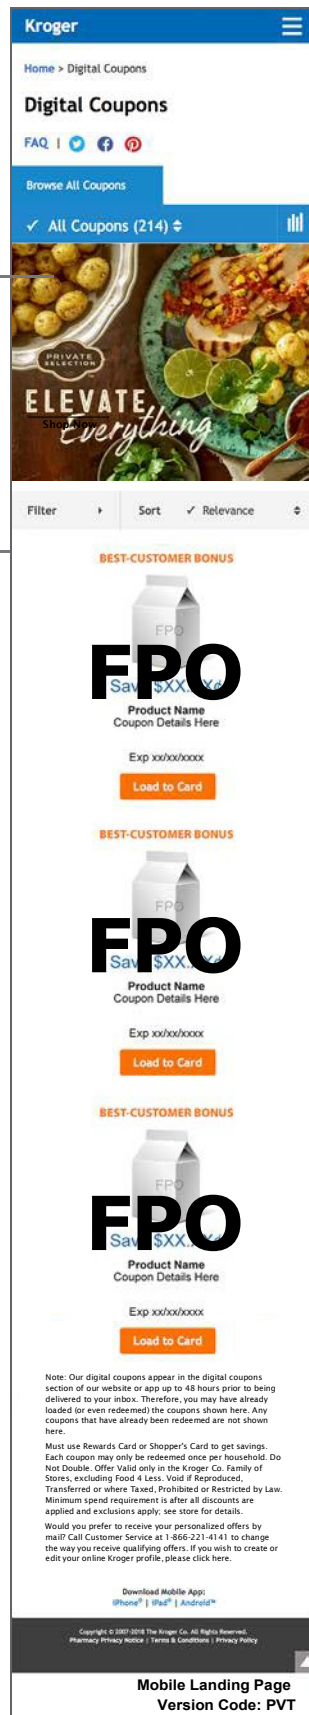 Kroger
Home > Digital Coupons
Digital Coupons
FAQ |
Browse All Coupons
✓ All Coupons (214)
PRIVATE
SELECTION
ELEVATE
Shop Now
Everything
Filter Sort ✓ Relevance
BEST-CUSTOMER BONUS
FPO
FPO
Save $XX.XX¢
Product Name
Coupon Details Here
Exp xx/xx/xxxx
Load to Card
BEST-CUSTOMER BONUS
FPO
FPO
Save $XX.XX¢
Product Name
Coupon Details Here
Exp xx/xx/xxxx
Load to Card
BEST-CUSTOMER BONUS
FPO
FPO
Save $XX.XX¢
Product Name
Coupon Details Here
Exp xx/xx/xxxx
Load to Card
Note: Our digital coupons appear in the digital coupons
section of our website or app up to 48 hours prior to being
delivered to your inbox. Therefore, you may have already
loaded (or even redeemed) the coupons shown here. Any
coupons that have already been redeemed are not shown
here.
Must use Rewards Card or Shopper's Card to get savings.
Each coupon may only be redeemed once per household. Do
Not Double. Offer Valid only in the Kroger Co. Family of
Stores, excluding Food 4 Less. Void if Reproduced,
Transferred or where Taxed, Prohibited or Restricted by Law.
Minimum spend requirement is after all discounts are
applied and exclusions apply; see store for details.
Would you prefer to receive your personalized offers by
mail? Call Customer Service at 1-866-221-4141 to change
the way you receive qualifying offers. If you wish to create or
edit your online Kroger profile, please click here.
Download Mobile App:
iPhone® | iPad® | Android™
Copyright © 2007-2018 The Kroger Co. All Rights Reserved.
Pharmacy Privacy Notice | Terms & Conditions | Privacy Policy
Mobile Landing Page
Version Code: PVT